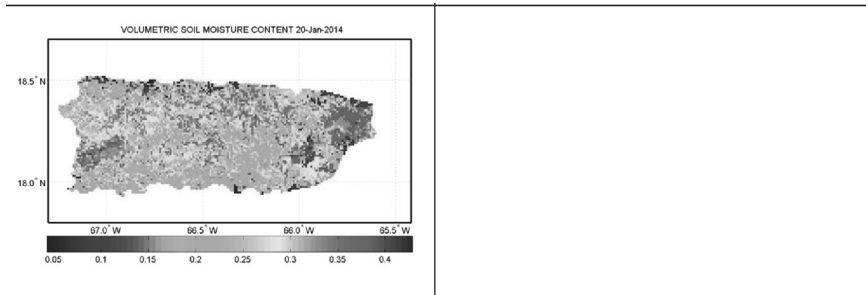 VOLUMETRIC SOIL MOISTURE CONTENT 20-Jan-2014
18.5° N
18.0° N
67.0° W 66.5° W 66.0° W 65.5° W
0.05 0.1 0.15 0.2 0.25 0.3 0.35 0.4